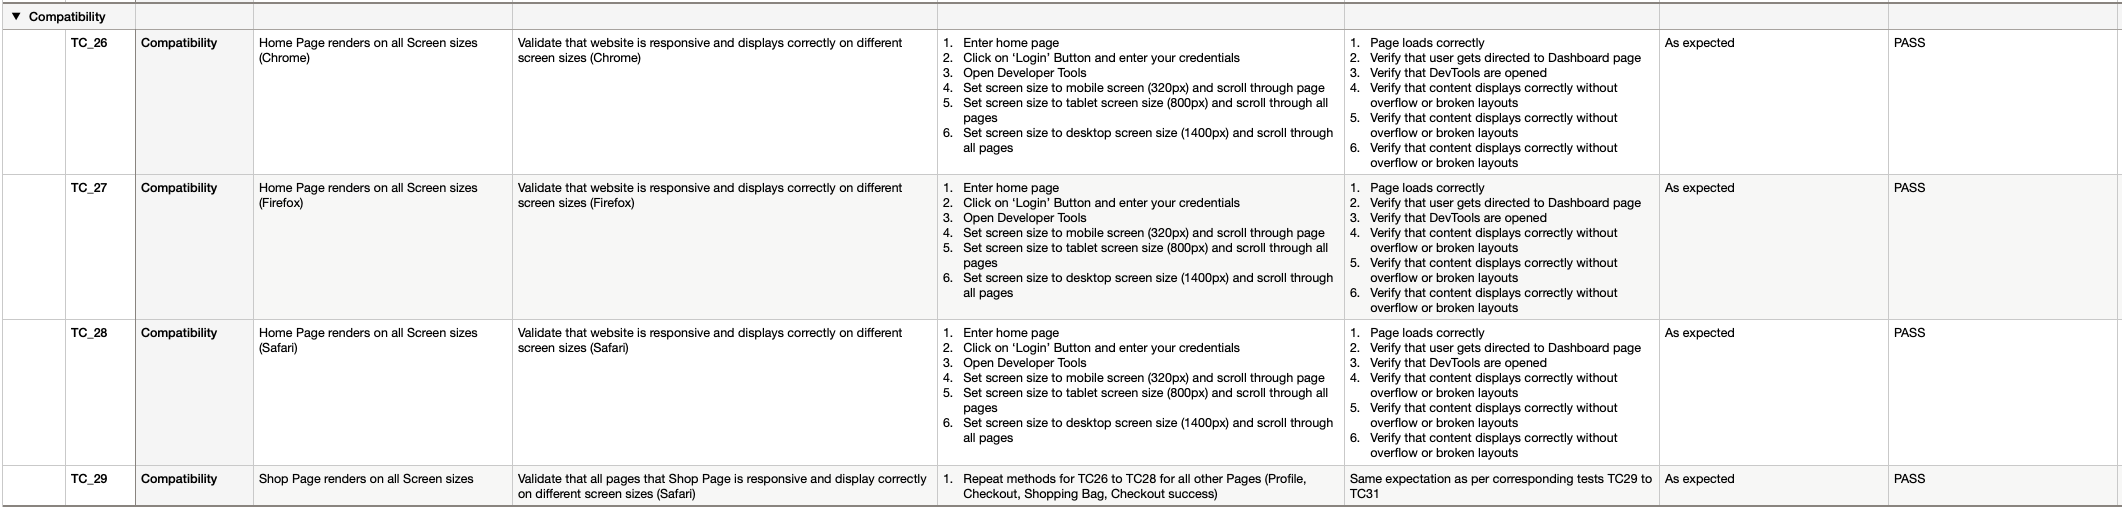 ▼ Compatibility
TC_26
Compatibility
Home Page renders on all Screen sizes
(Chrome)
Validate that website is responsive and displays correctly on different
screen sizes (Chrome)
1. Enter home page
2. Click on ‘Login’ Button and enter your credentials
3. Open Developer Tools
4. Set screen size to mobile screen (320px) and scroll through page
5. Set screen size to tablet screen size (800px) and scroll through all
pages
6. Set screen size to desktop screen size (1400px) and scroll through
all pages
1. Page loads correctly
2. Verify that user gets directed to Dashboard page
3. Verify that DevTools are opened
4. Verify that content displays correctly without
overflow or broken layouts
5. Verify that content displays correctly without
overflow or broken layouts
6. Verify that content displays correctly without
overflow or broken layouts
As expected
PASS
TC_27
Compatibility
Home Page renders on all Screen sizes
(Firefox)
Validate that website is responsive and displays correctly on different
screen sizes (Firefox)
1. Enter home page
2. Click on ‘Login’ Button and enter your credentials
3. Open Developer Tools
4. Set screen size to mobile screen (320px) and scroll through page
5. Set screen size to tablet screen size (800px) and scroll through all
pages
6. Set screen size to desktop screen size (1400px) and scroll through
all pages
1. Page loads correctly
2. Verify that user gets directed to Dashboard page
3. Verify that DevTools are opened
4. Verify that content displays correctly without
overflow or broken layouts
5. Verify that content displays correctly without
overflow or broken layouts
6. Verify that content displays correctly without
overflow or broken layouts
As expected
PASS
TC_28
Compatibility
Home Page renders on all Screen sizes
(Safari)
Validate that website is responsive and displays correctly on different
screen sizes (Safari)
1. Enter home page
2. Click on ‘Login’ Button and enter your credentials
3. Open Developer Tools
4. Set screen size to mobile screen (320px) and scroll through page
5. Set screen size to tablet screen size (800px) and scroll through all
pages
6. Set screen size to desktop screen size (1400px) and scroll through
all pages
1. Page loads correctly
2. Verify that user gets directed to Dashboard page
3. Verify that DevTools are opened
4. Verify that content displays correctly without
overflow or broken layouts
5. Verify that content displays correctly without
overflow or broken layouts
6. Verify that content displays correctly without
overflow or broken layouts
As expected
PASS
TC_29
Compatibility
Shop Page renders on all Screen sizes
Validate that all pages that Shop Page is responsive and display correctly
on different screen sizes (Safari)
1. Repeat methods for TC26 to TC28 for all other Pages (Profile,
Checkout, Shopping Bag, Checkout success)
Same expectation as per corresponding tests TC29 to
TC31
As expected
PASS